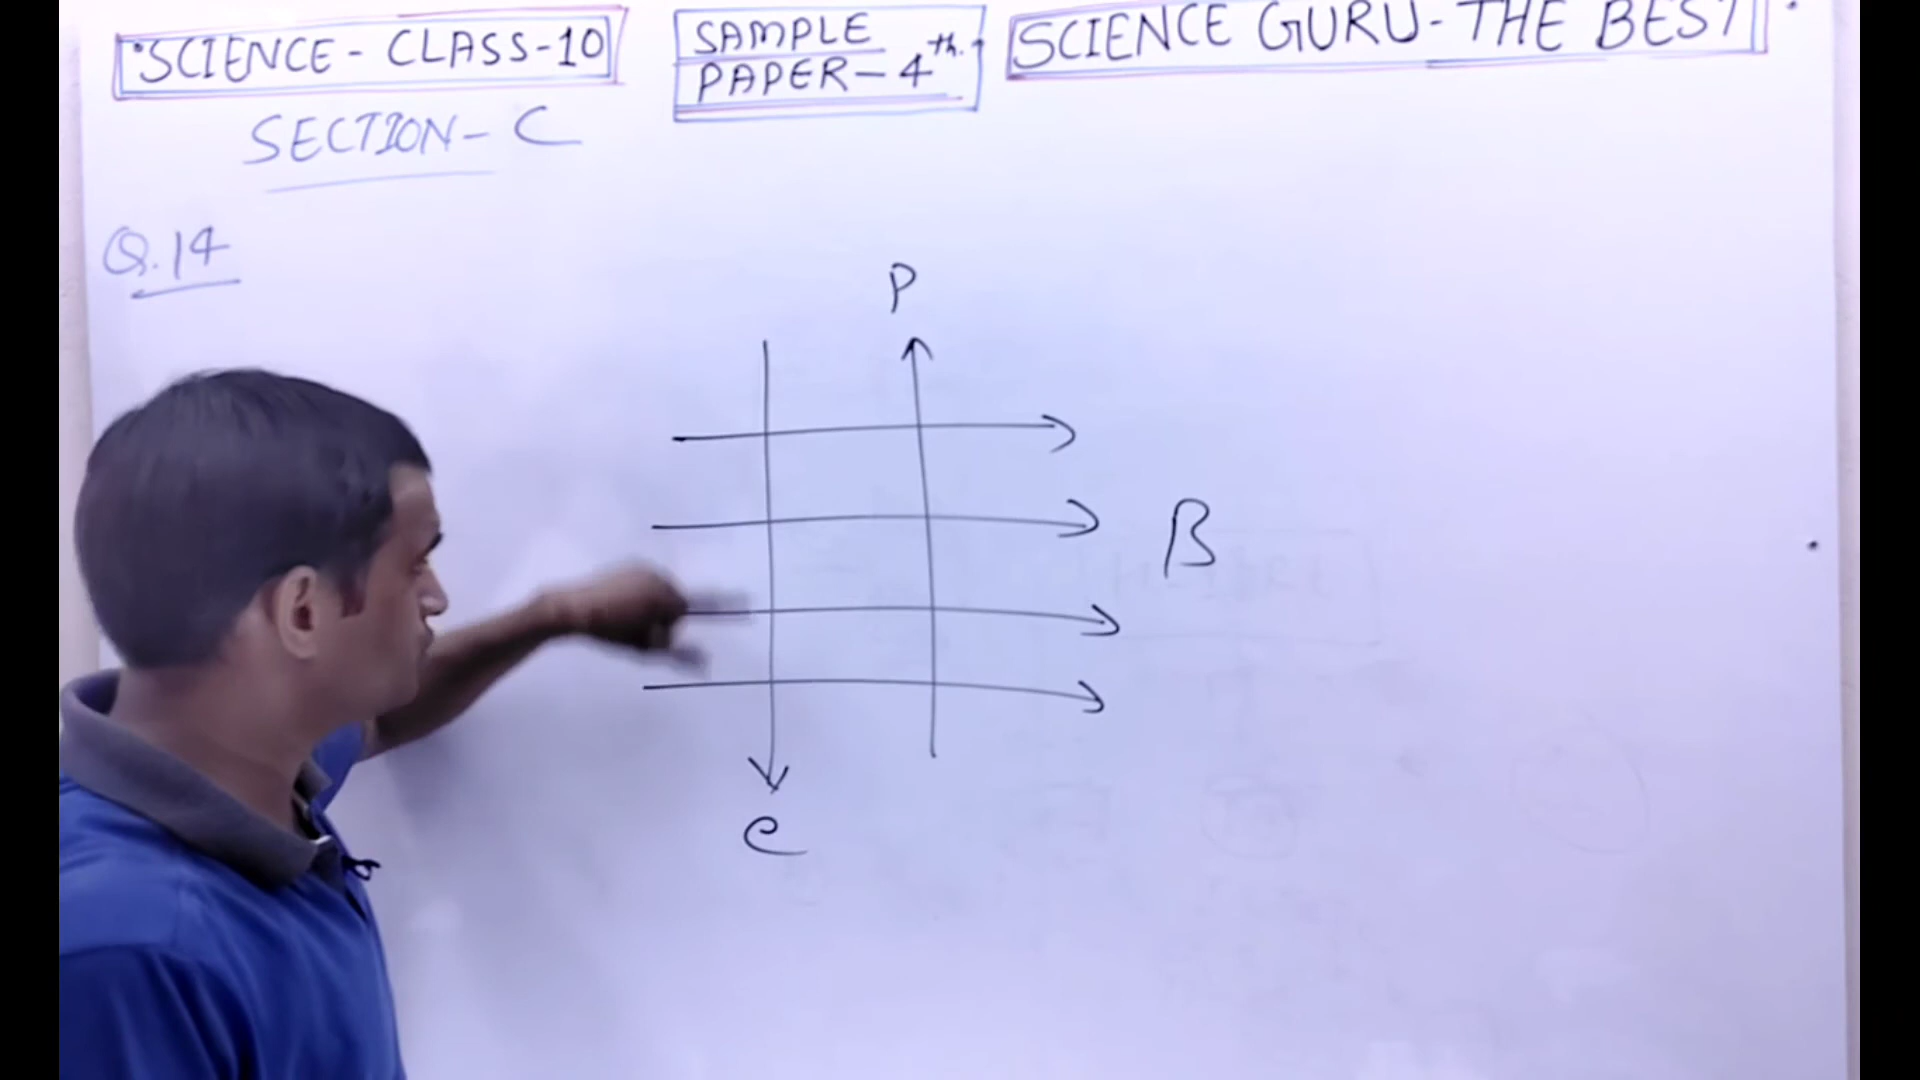 SCIENCE - CLASS-10
SAMPLE
PAPER - 4th.
SCIENCE GURU - THE BEST
SECTION - C
Q.14
P
B
e